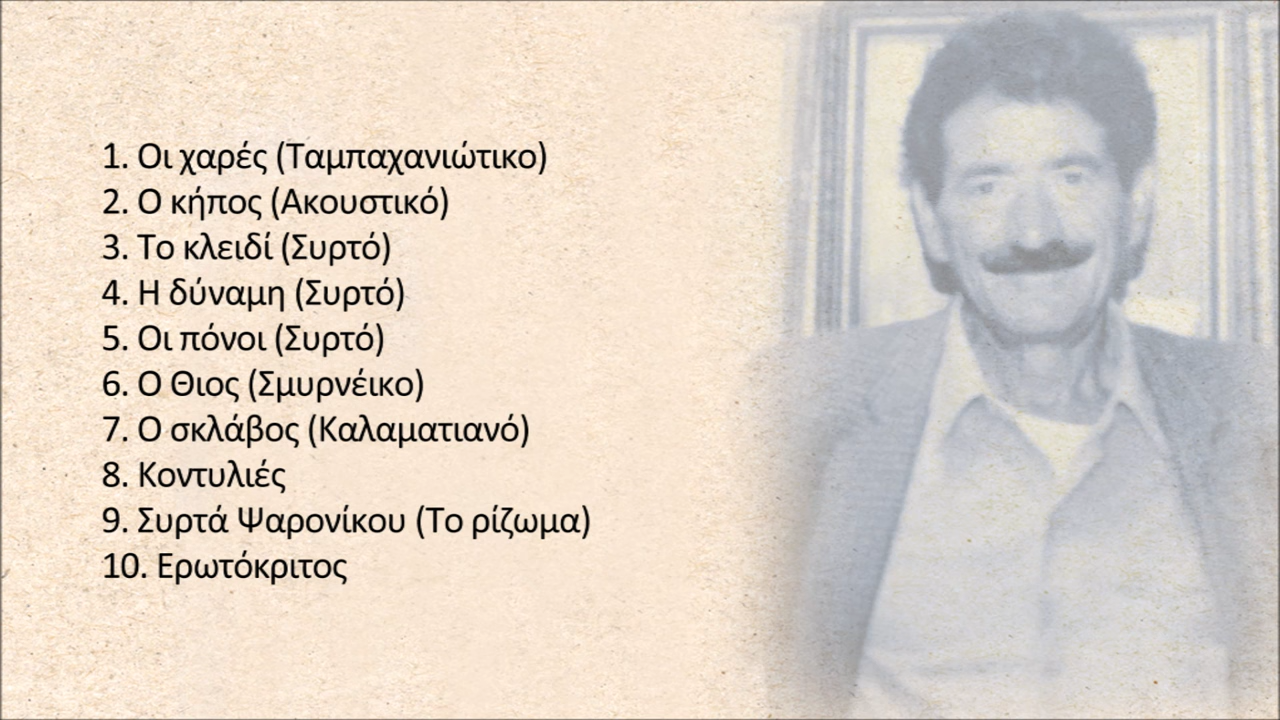 1. Οι χαρές (Ταμπαχανιώτικο)
2. Ο κήπος (Ακουστικό)
3. Το κλειδί (Συρτό)
4. Η δύναμη (Συρτό)
5. Οι πόνοι (Συρτό)
6. Ο Θιος (Σμυρνέικο)
7. Ο σκλάβος (Καλαματιανό)
8. Κοντυλιές
9. Συρτά Ψαρονίκου (Το ρίζωμα)
10. Ερωτόκριτος